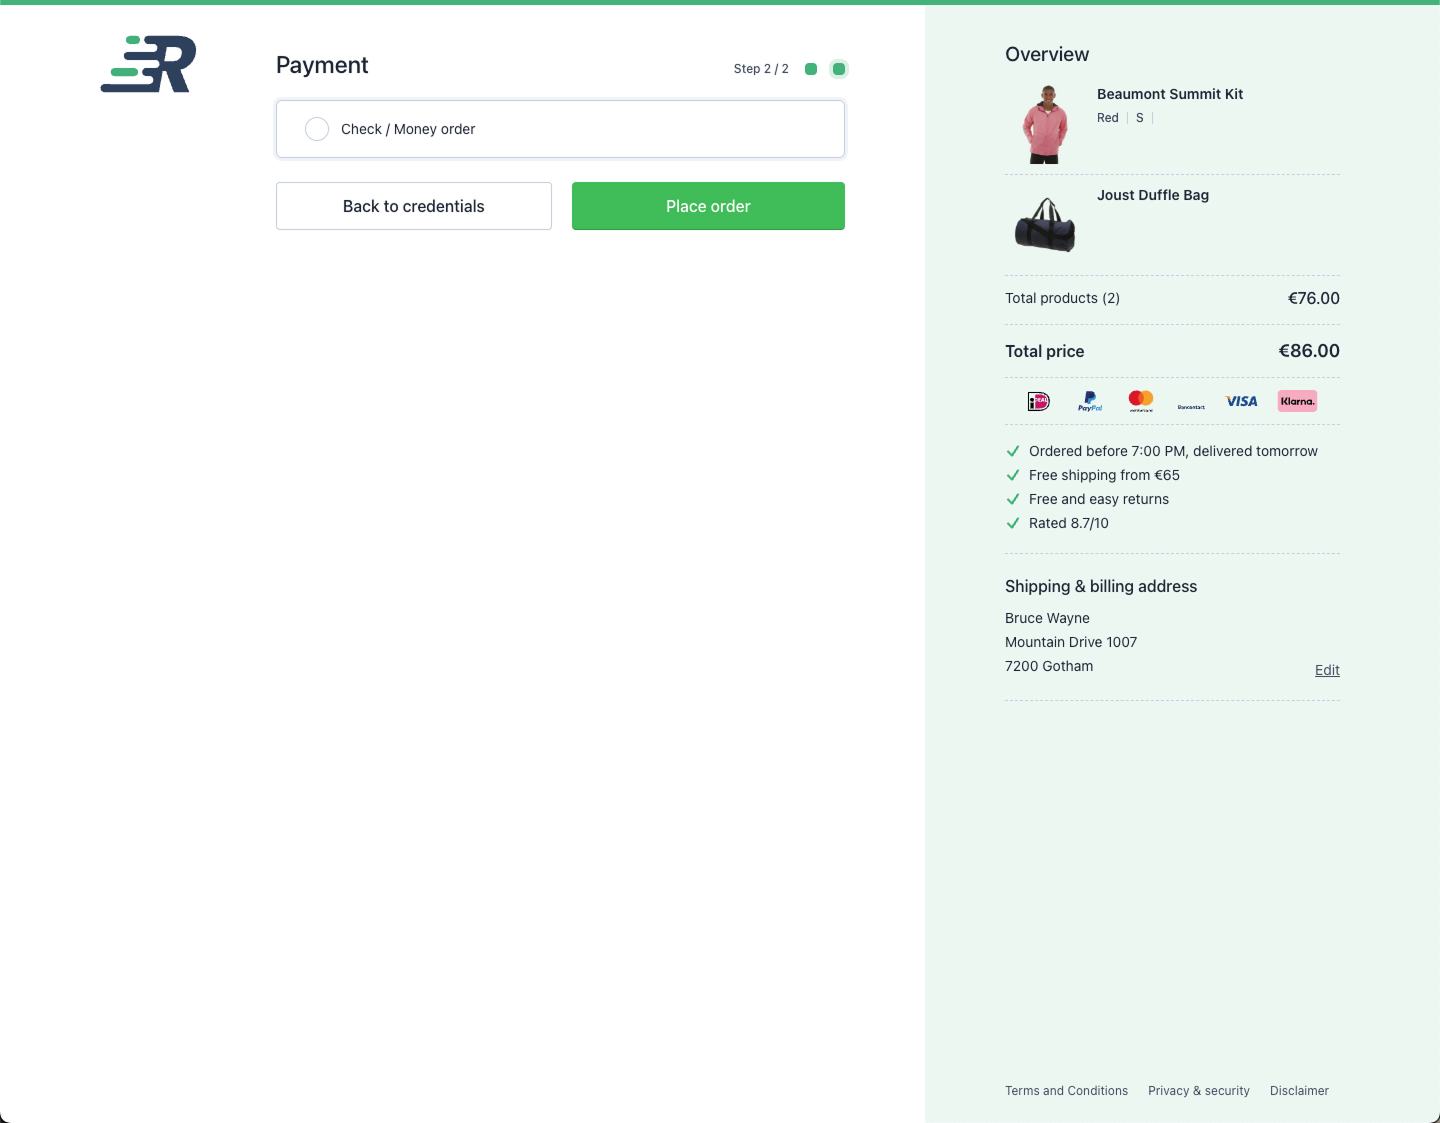 R
Payment
Step 2 / 2
Check / Money order
Back to credentials
Place order
Overview
Beaumont Summit Kit
Red
S
Joust Duffle Bag
Total products (2)
€76.00
Total price
€86.00
iDEAL
PayPal
mastercard
Bancontact
VISA
Klarna.
Ordered before 7:00 PM, delivered tomorrow
Free shipping from €65
Free and easy returns
Rated 8.7/10
Shipping & billing address
Bruce Wayne
Mountain Drive 1007
7200 Gotham
Edit
Terms and Conditions
Privacy & security
Disclaimer